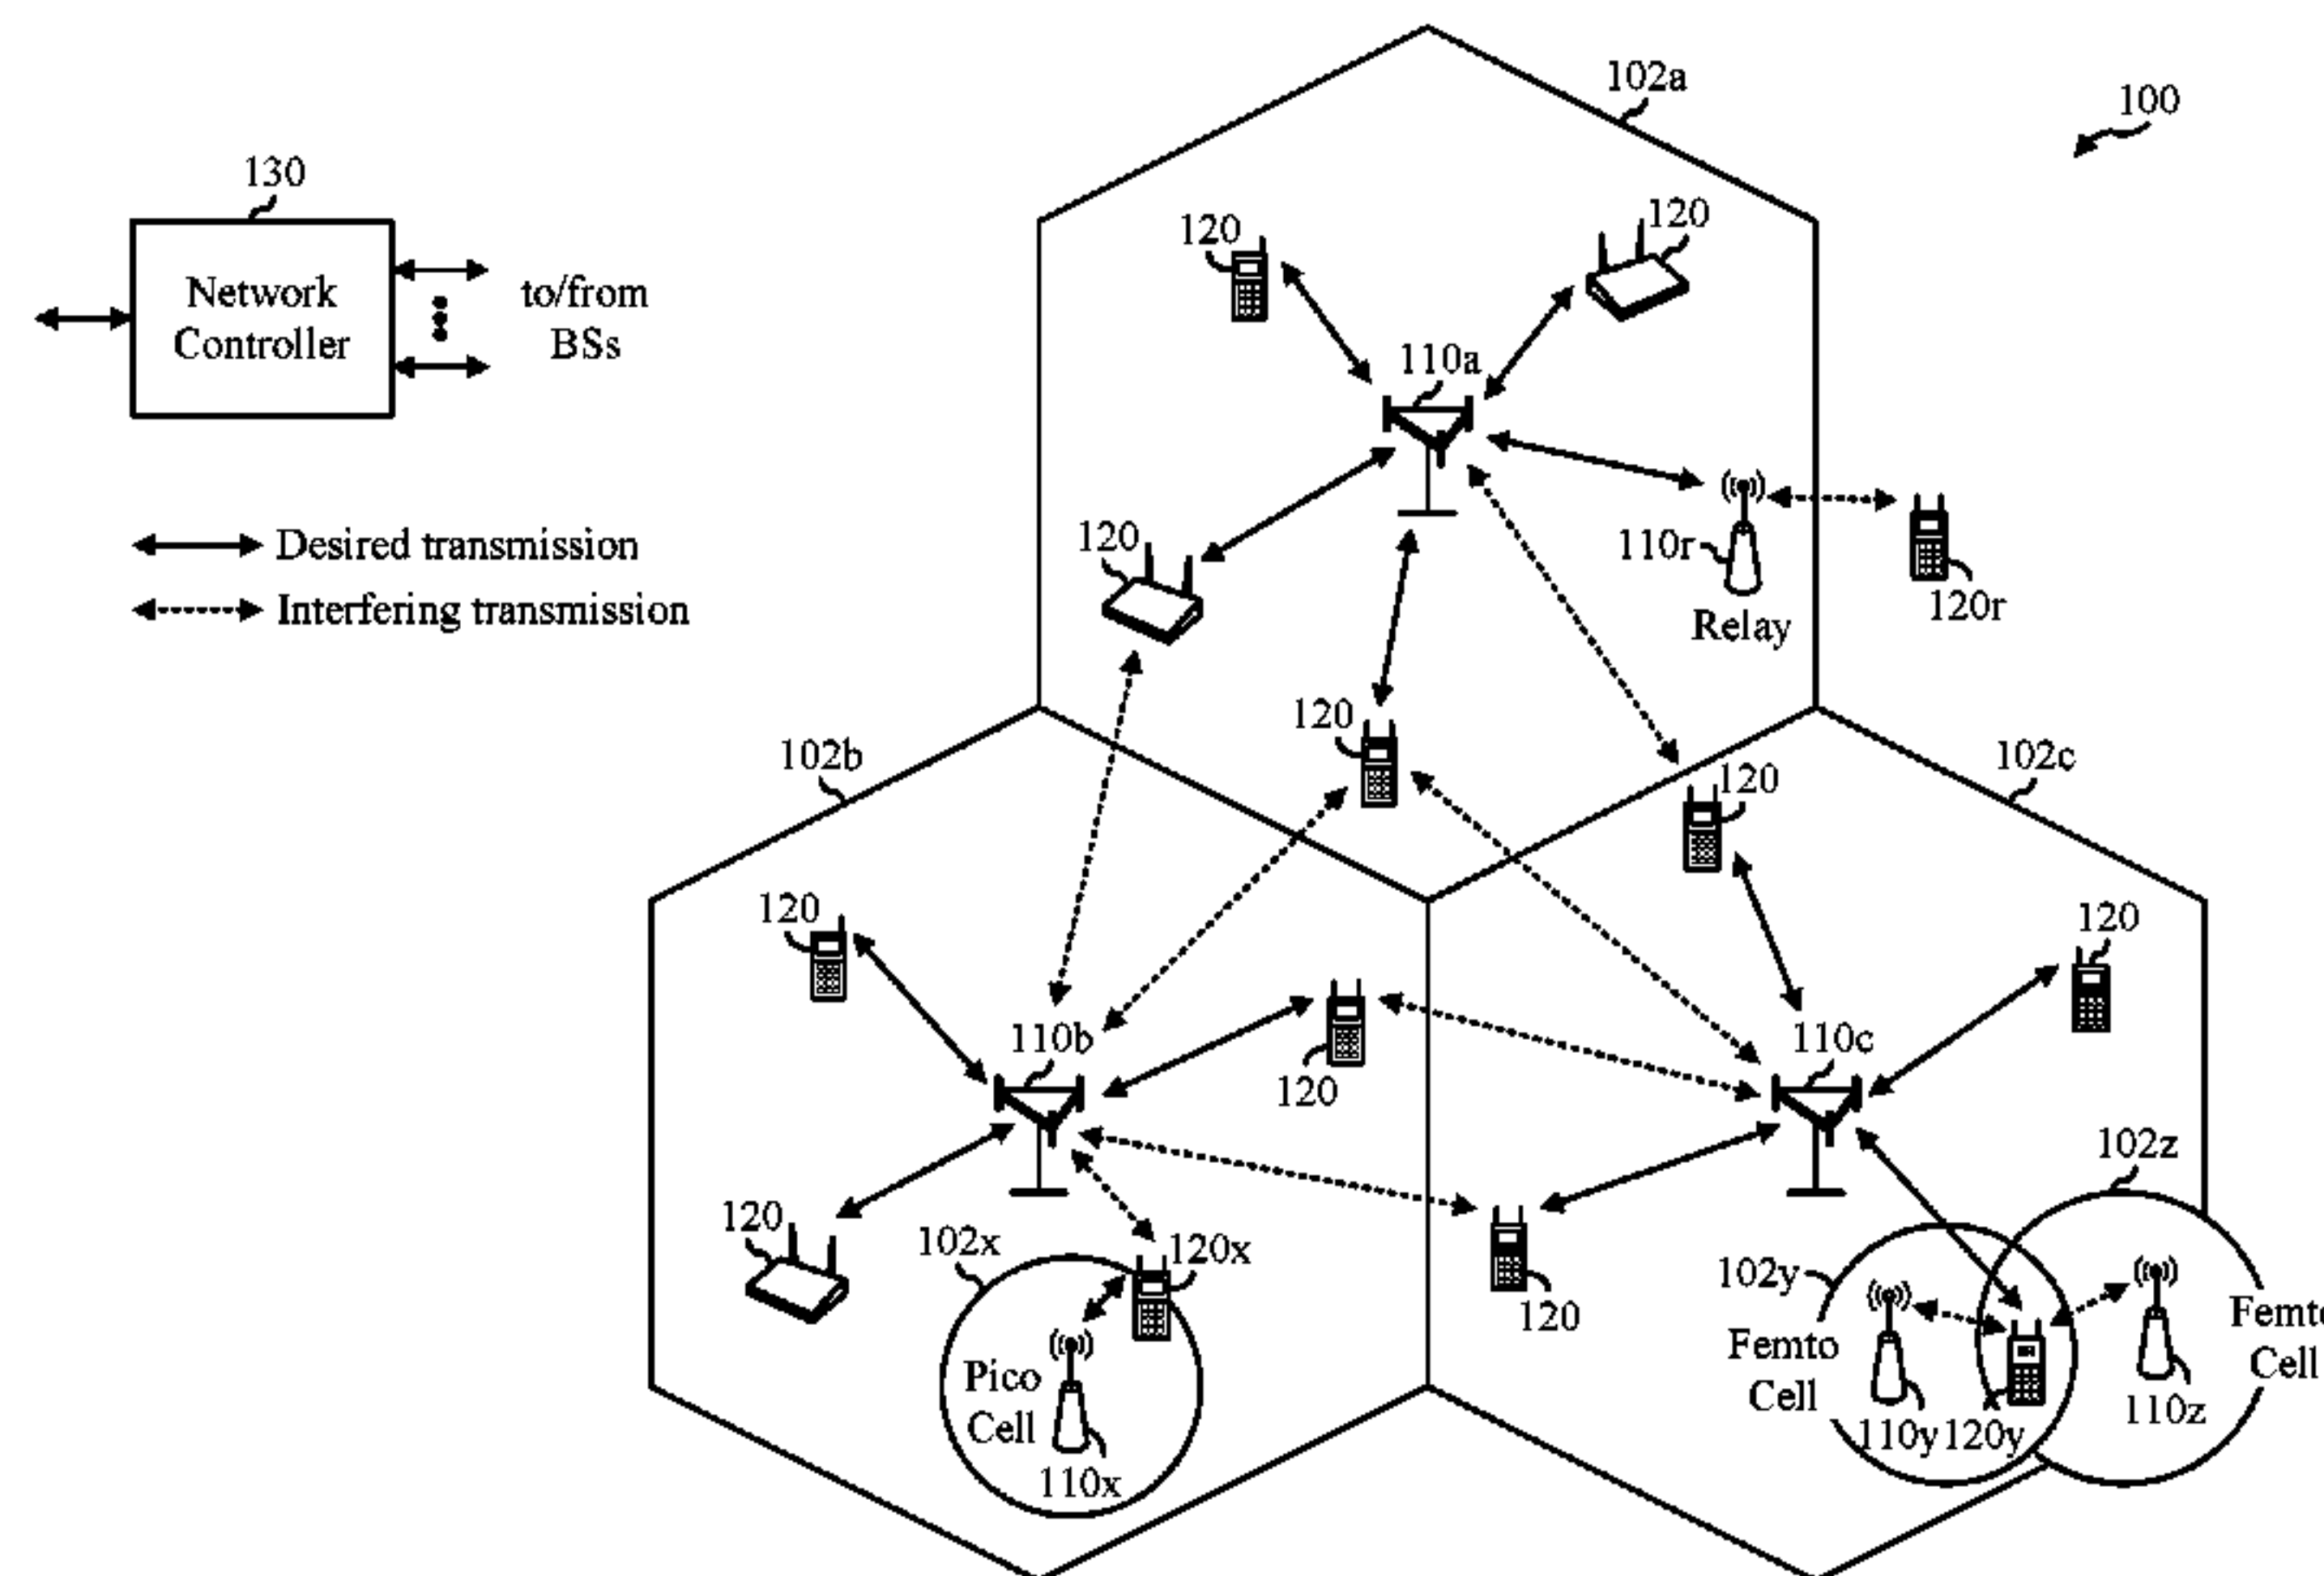 102a
100
130
120
120
Network
Controller
to/from
BSs
110a
Desired transmission
Interfering transmission
120
110r
120r
Relay
120
102b
102c
120
120
120
110b
110c
120
102z
120
102x
120x
102y
120
Femto
Cell
Pico
Cell
110x
110y
120y
110z
Cell